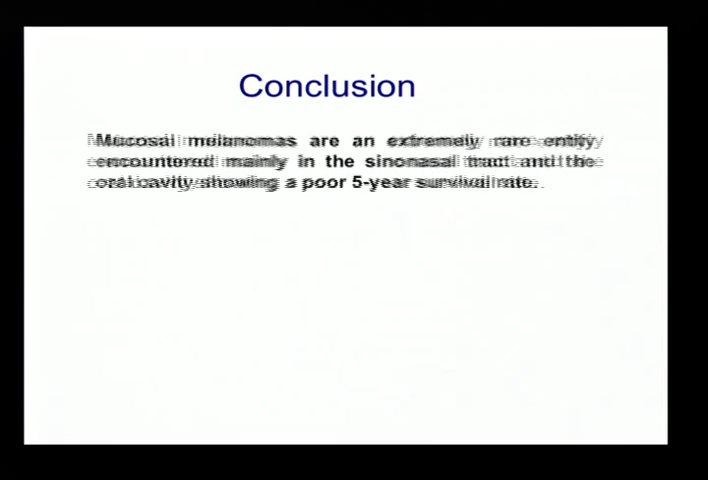 Conclusion
Mucosal melanomas are an extremely rare entity
encountered mainly in the sinonasal tract and the
oral cavity showing a poor 5-year survival rate.